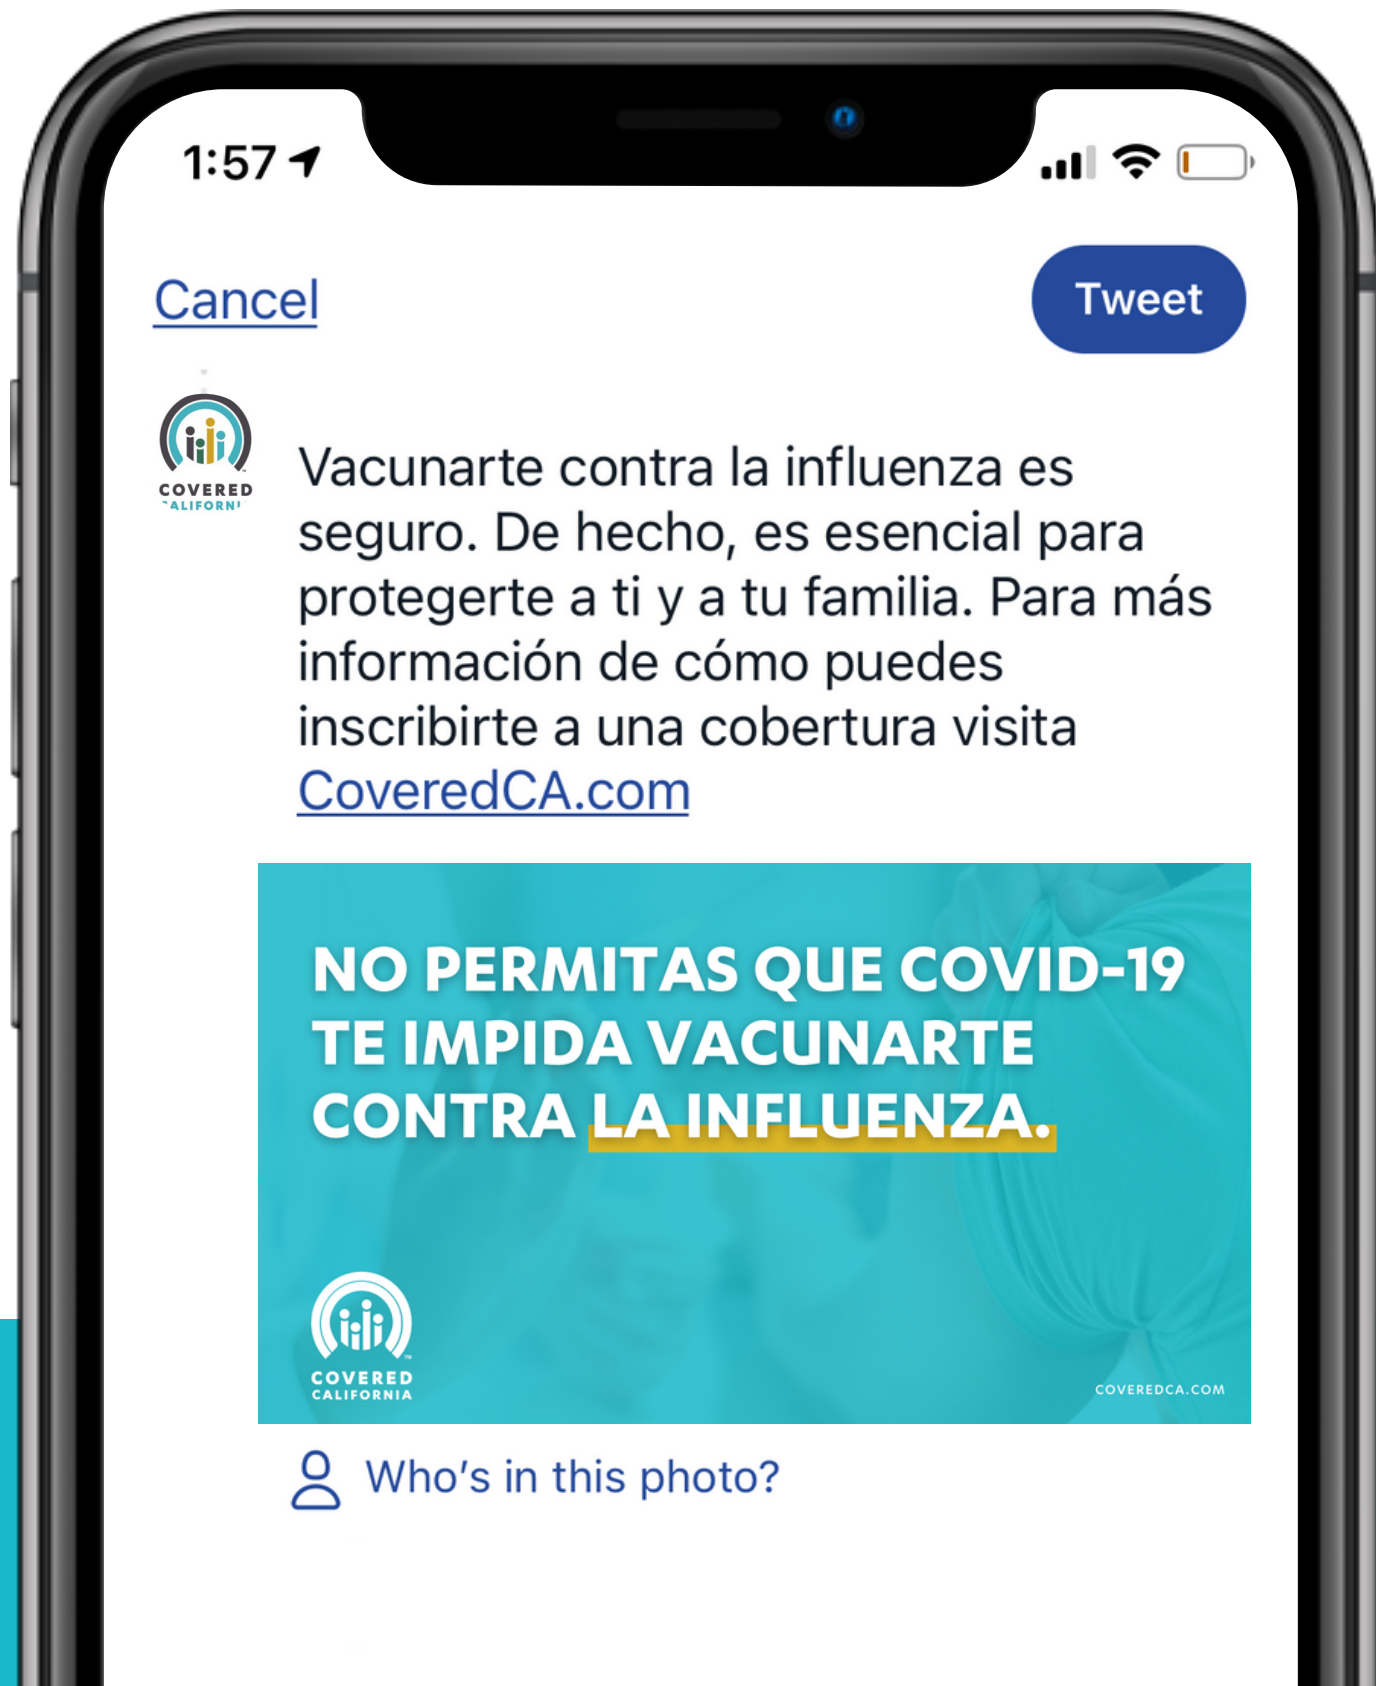 1:57
Cancel
Tweet
COVERED
CALIFORNI
Vacunarte contra la influenza es
seguro. De hecho, es esencial para
protegerte a ti y a tu familia. Para más
información de cómo puedes
inscribirte a una cobertura visita
CoveredCA.com
NO PERMITAS QUE COVID-19
TE IMPIDA VACUNARTE
CONTRA LA INFLUENZA.
COVERED
CALIFORNIA
COVEREDCA.COM
Who's in this photo?